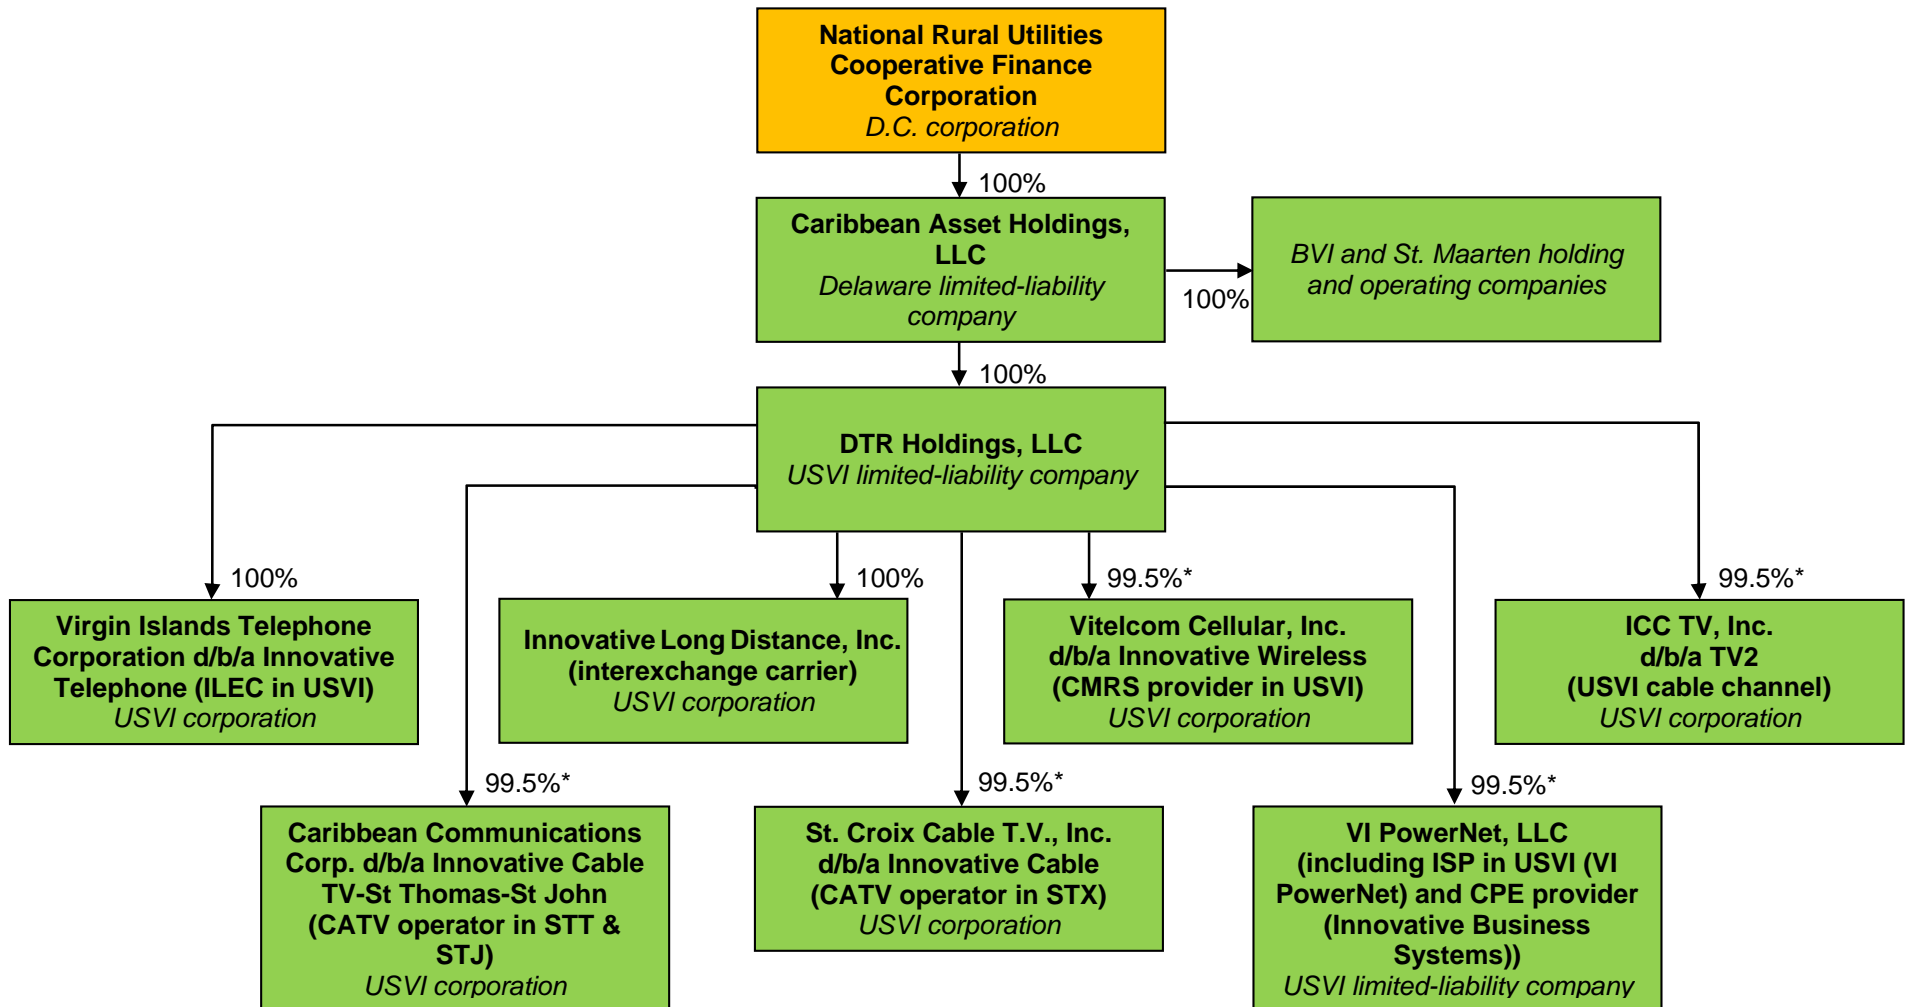 National Rural Utilities
Cooperative Finance
Corporation
D.C. corporation
100%
Caribbean Asset Holdings,
LLC
Delaware limited-liability
company
100%
BVI and St. Maarten holding
and operating companies
100%
DTR Holdings, LLC
USVI limited-liability company
100%
Virgin Islands Telephone
Corporation d/b/a Innovative
Telephone (ILEC in USVI)
USVI corporation
100%
Innovative Long Distance, Inc.
(interexchange carrier)
USVI corporation
99.5%*
Vitelcom Cellular, Inc.
d/b/a Innovative Wireless
(CMRS provider in USVI)
USVI corporation
99.5%*
ICC TV, Inc.
d/b/a TV2
(USVI cable channel)
USVI corporation
99.5%*
Caribbean Communications
Corp. d/b/a Innovative Cable
TV-St Thomas-St John
(CATV operator in STT &
STJ)
USVI corporation
99.5%*
St. Croix Cable T.V., Inc.
d/b/a Innovative Cable
(CATV operator in STX)
USVI corporation
99.5%*
VI PowerNet, LLC
(including ISP in USVI (VI
PowerNet) and CPE provider
(Innovative Business
Systems))
USVI limited-liability company